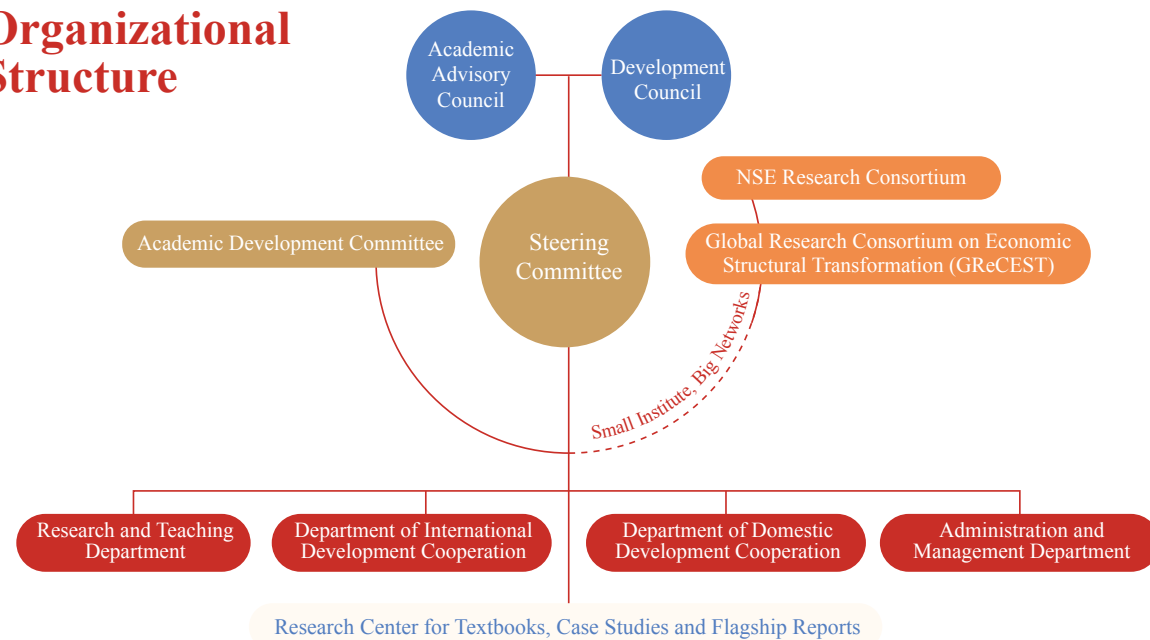 Organizational
Structure
Academic
Advisory
Council
Development
Council
NSE Research Consortium
Academic Development Committee
Steering
Committee
Global Research Consortium on Economic
Structural Transformation (GReCEST)
Small Institute, Big Networks
Research and Teaching
Department
Department of International
Development Cooperation
Department of Domestic
Development Cooperation
Administration and
Management Department
Research Center for Textbooks, Case Studies and Flagship Reports